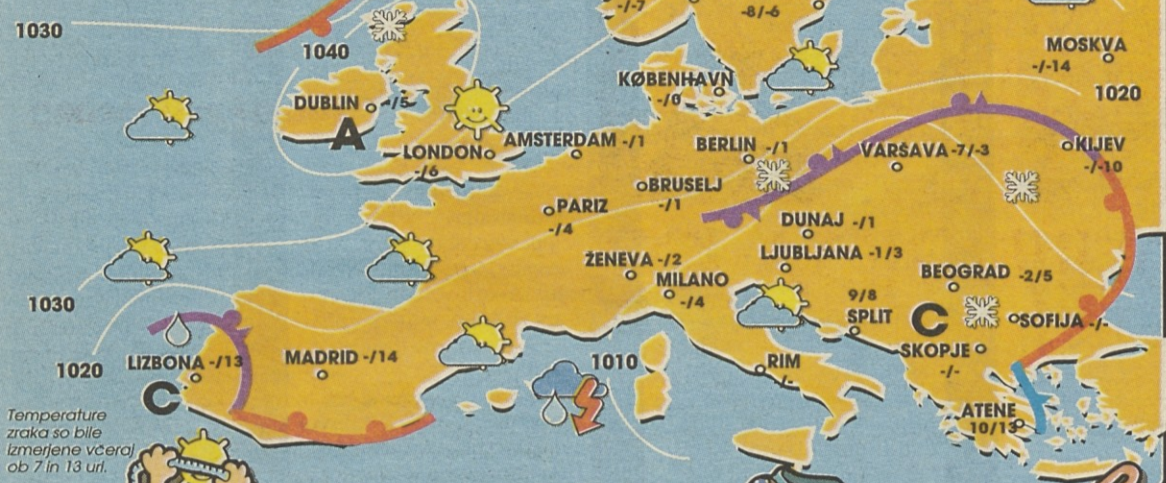 -/-7
-8/-6
1030
1040
MOSKVA
-/-14
KØBENHAVN
-/0
1020
DUBLIN -/5
A
LONDON
-/6
AMSTERDAM -/1
BERLIN -/1
VARŠAVA -7/-3
KIJEV
-/-10
BRUSELJ
-/1
PARIZ
-/4
DUNAJ -/1
ŽENEVA -/2
LJUBLJANA -1/3
MILANO
-/4
BEOGRAD -2/5
1030
9/8
SPLIT
C
SOFIJA -/-
SKOPJE
-/-
1020
LIZBONA -/13
MADRID -/14
1010
RIM
-/-
C
ATENE
10/13
Temperature
zraka so bile
izmerjene včeraj
ob 7 in 13 uri.